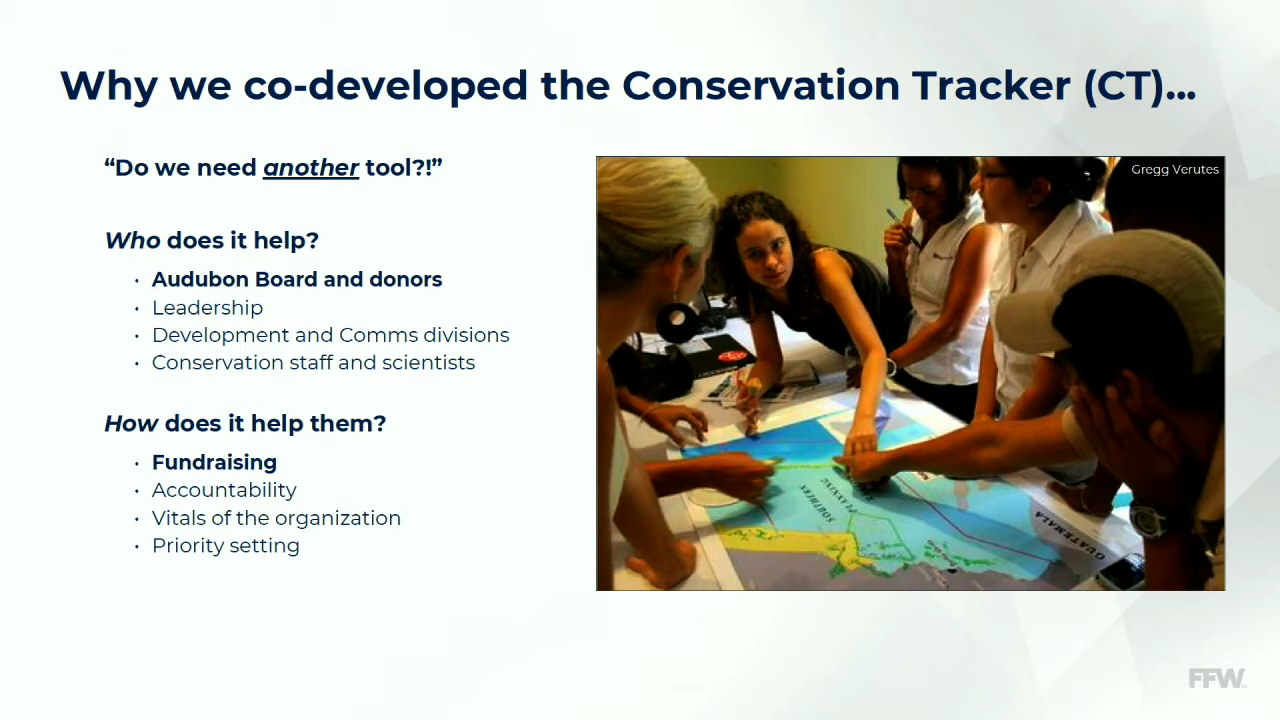 Why we co-developed the Conservation Tracker (CT)...
“Do we need another tool?!”
Who does it help?
• Audubon Board and donors
• Leadership
• Development and Comms divisions
• Conservation staff and scientists
How does it help them?
• Fundraising
• Accountability
• Vitals of the organization
• Priority setting
Gregg Verutes
SOUTHERN
PLANNING
GUATEMALA
FFW